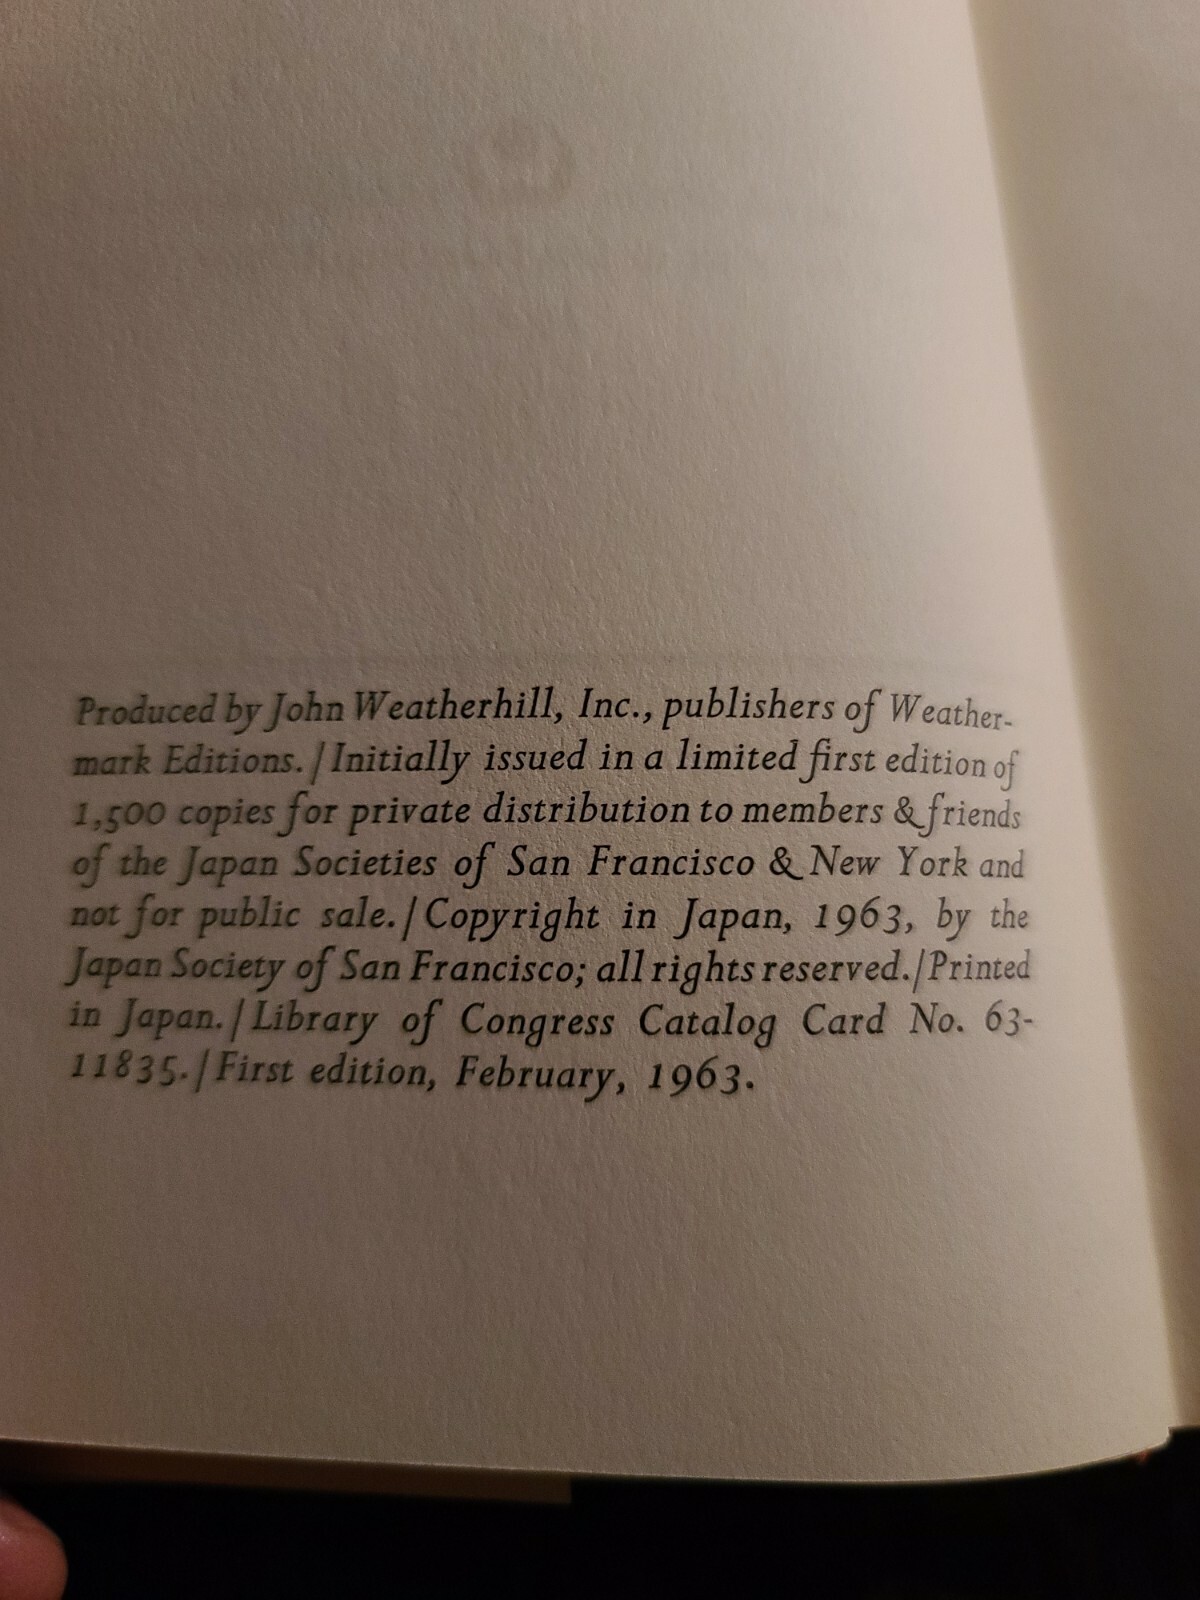 Produced by John Weatherhill, Inc., publishers of Weather-
mark Editions. / Initially issued in a limited first edition of
1,500 copies for private distribution to members & friends
of the Japan Societies of San Francisco & New York and
not for public sale. / Copyright in Japan, 1963, by the
Japan Society of San Francisco; all rights reserved. / Printed
in Japan. / Library of Congress Catalog Card No. 63-
11835. / First edition, February, 1963.